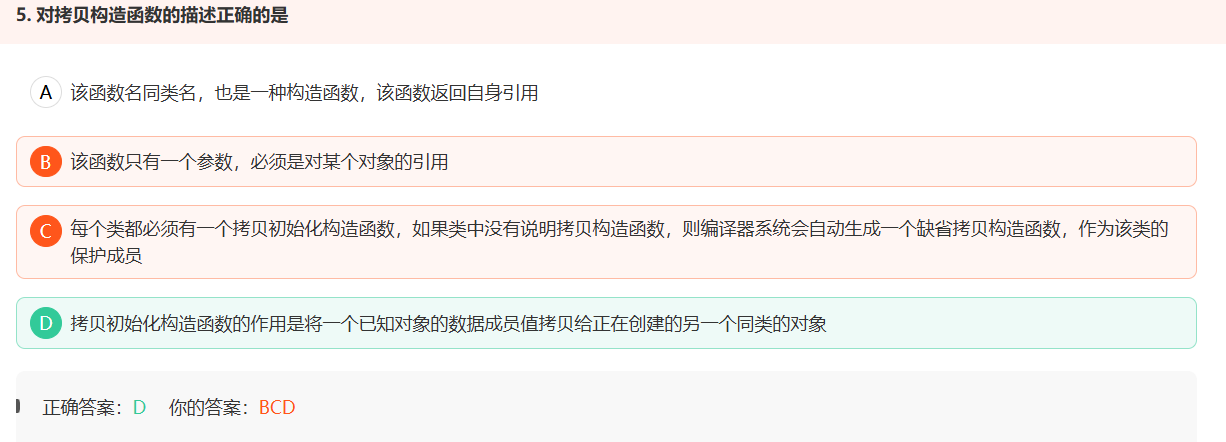 5. 对拷贝构造函数的描述正确的是
A 该函数名同类名，也是一种构造函数，该函数返回自身引用
B 该函数只有一个参数，必须是对某个对象的引用
C 每个类都必须有一个拷贝初始化构造函数，如果类中没有说明拷贝构造函数，则编译器系统会自动生成一个缺省拷贝构造函数，作为该类的
保护成员
D 拷贝初始化构造函数的作用是将一个已知对象的数据成员值拷贝给正在创建的另一个同类的对象
正确答案：D 你的答案：BCD